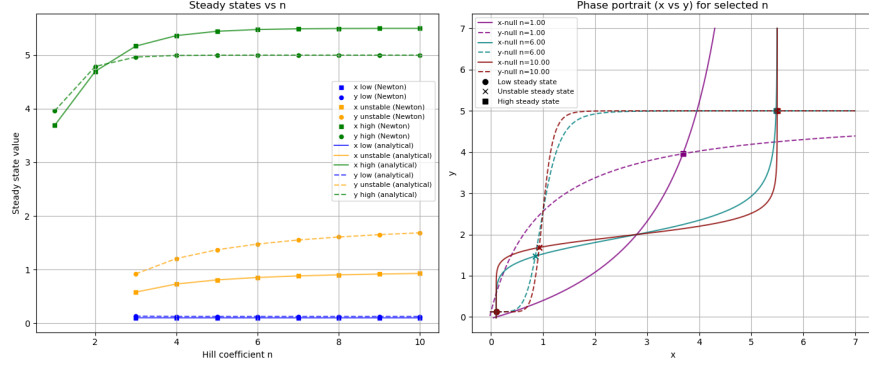 Steady states vs n
Steady state value
5
4
3
2
1
0
x low (Newton)
y low (Newton)
x unstable (Newton)
y unstable (Newton)
x high (Newton)
y high (Newton)
x low (analytical)
y low (analytical)
x unstable (analytical)
y unstable (analytical)
x high (analytical)
y high (analytical)
2 4 6 8 10
Hill coefficient n
Phase portrait (x vs y) for selected n
y
7
6
5
4
3
2
1
0
x-null n=1.00
y-null n=1.00
x-null n=6.00
y-null n=6.00
x-null n=10.00
y-null n=10.00
Low steady state
Unstable steady state
High steady state
0 1 2 3 4 5 6 7
x